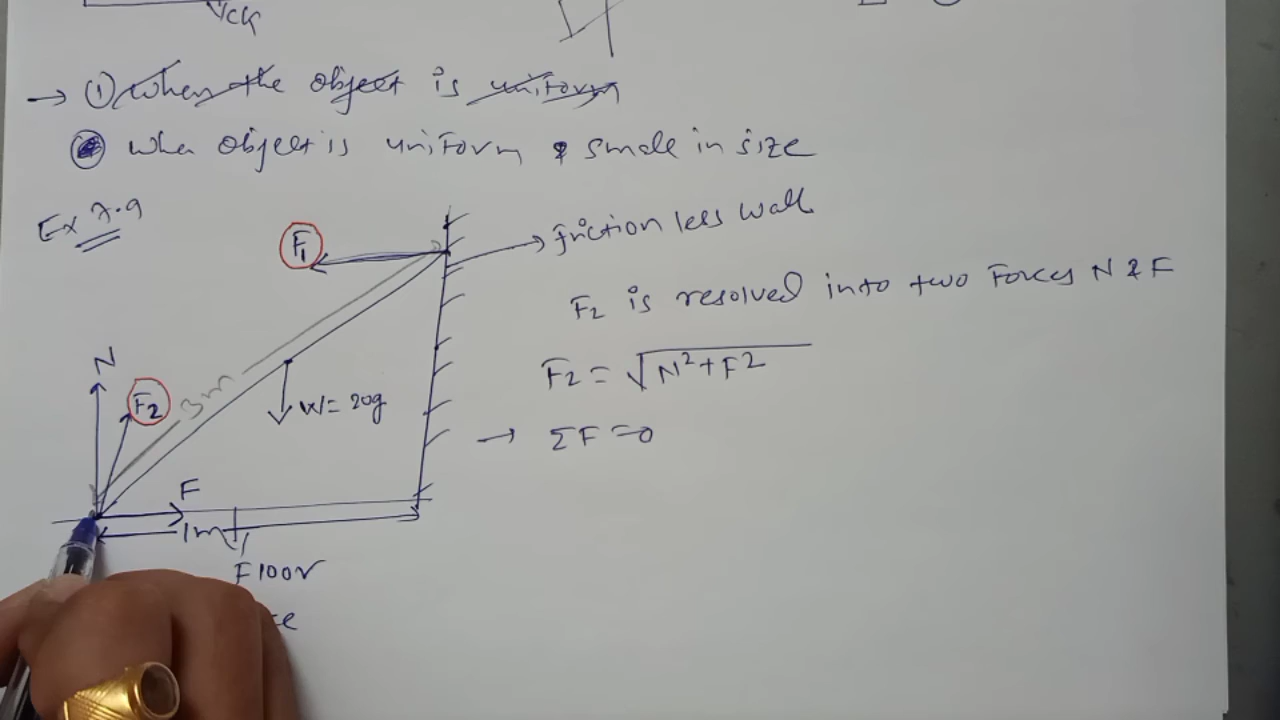 → ① When the object is uniform
When object is uniform & small in size
Ex 7.9
F1
friction less wall
F2 is resolved into two Forces N & F
N
F2
3m
W = 20g
F2 = √N²+F²
→ ΣF = 0
F
1m
Floor